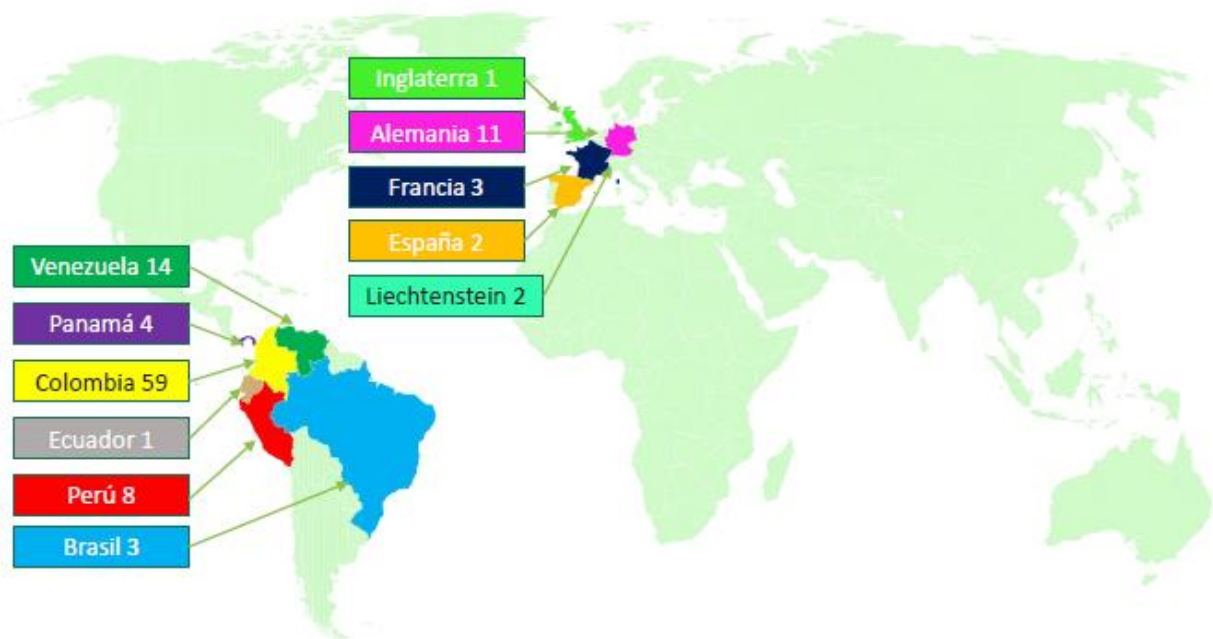 Inglaterra 1
Alemania 11
Francia 3
España 2
Liechtenstein 2
Venezuela 14
Panamá 4
Colombia 59
Ecuador 1
Perú 8
Brasil 3